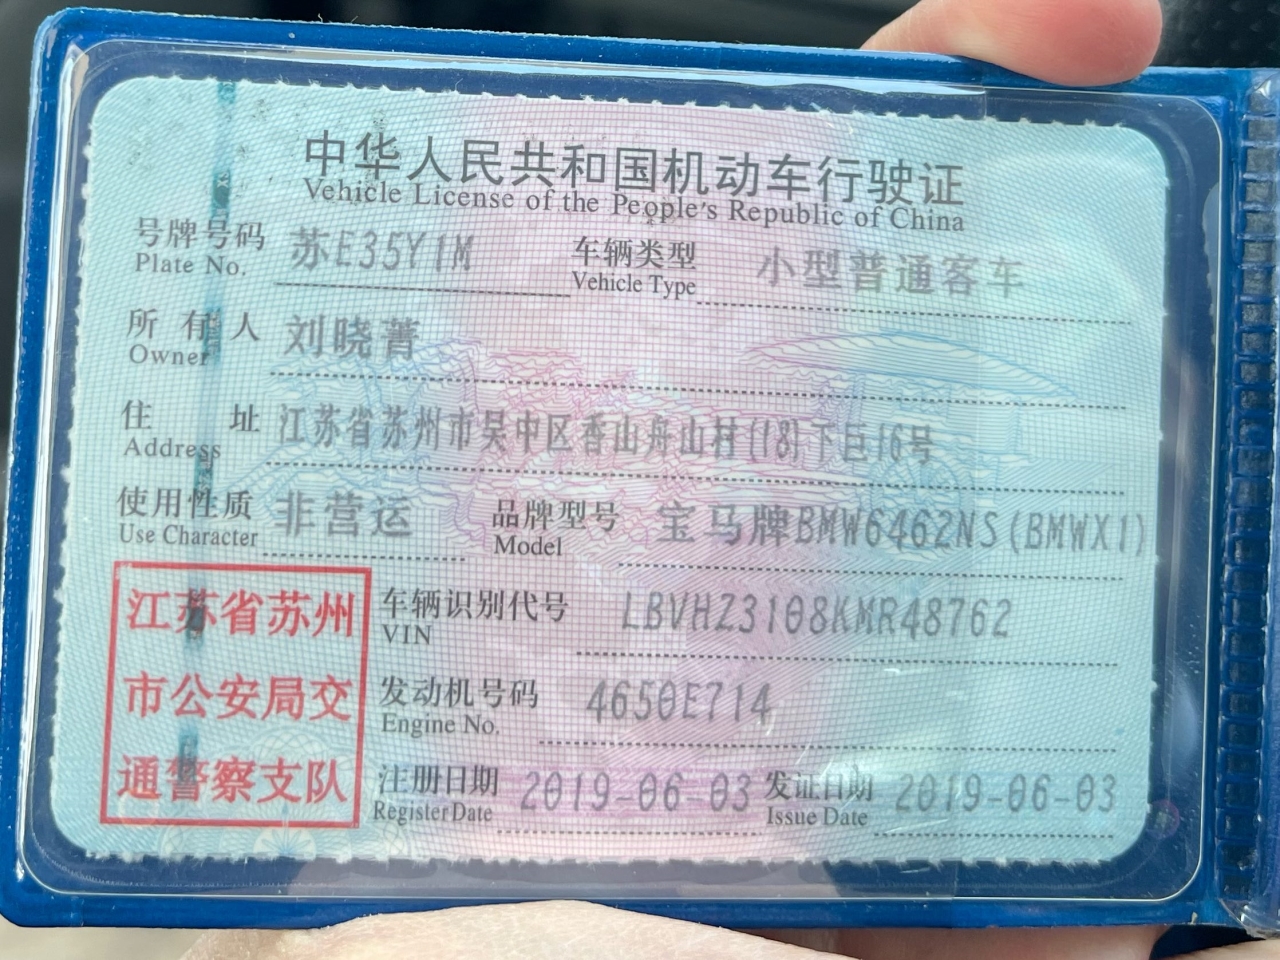 中华人民共和国机动车行驶证
Vehicle License of the People's Republic of China
号牌号码 苏E35Y1M 车辆类型 小型普通客车
Plate No. Vehicle Type
所有人 刘晓菁
Owner
住址 江苏省苏州市吴中区香山舟山村(18)下巨16号
Address
使用性质 非营运 品牌型号 宝马牌BMW6462NS(BMWX1)
Use Character Model
江苏省苏州 车辆识别代号 LBVHZ3108KMR48762
VIN
市公安局交 发动机号码 4650E714
Engine No.
通警察支队 注册日期 2019-06-03 发证日期 2019-06-03
Register Date Issue Date